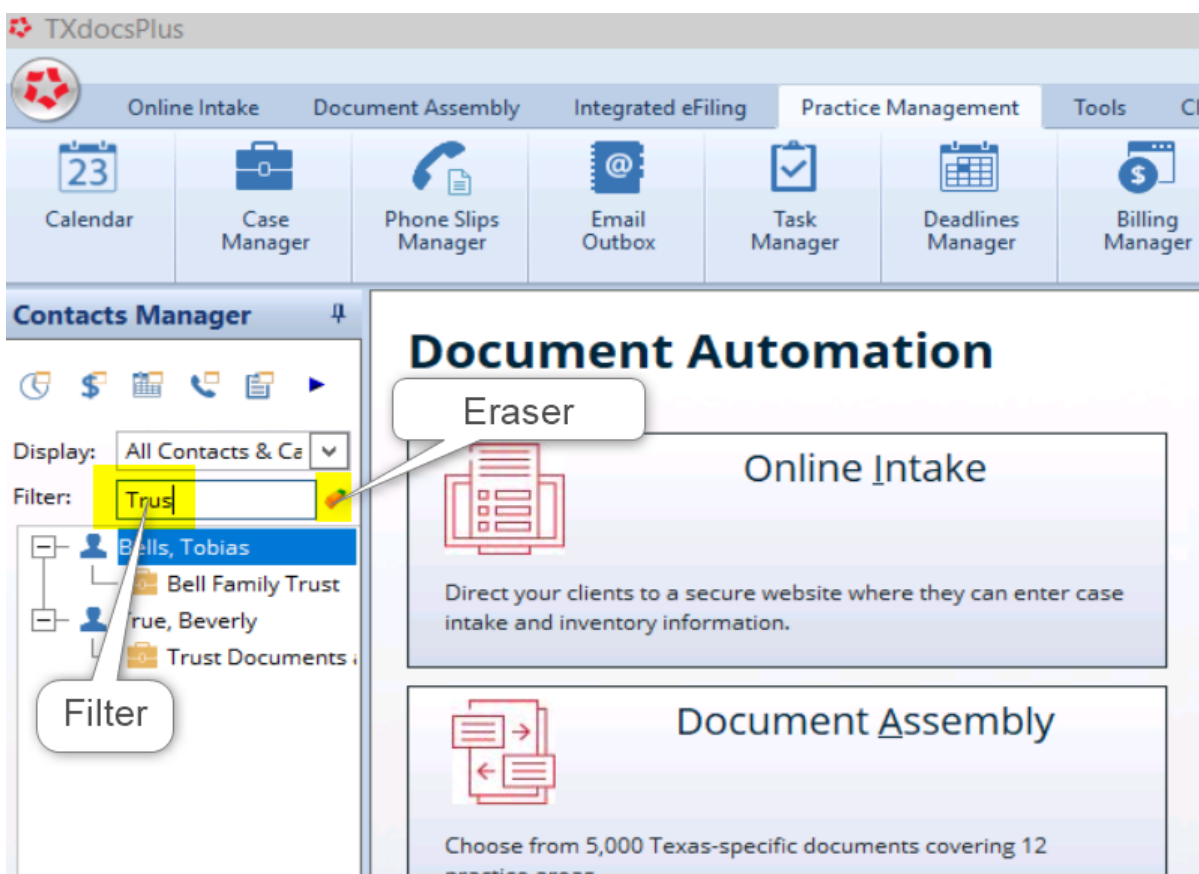 TXdocsPlus
Online Intake Document Assembly Integrated eFiling Practice Management Tools
23
Calendar
Case
Manager
Phone Slips
Manager
@
Email
Outbox
Task
Manager
Deadlines
Manager
$
Billing
Manager
Contacts Manager
$
Display: All Contacts & Ca
Filter: Trus
Bells, Tobias
Bell Family Trust
True, Beverly
Trust Documents
Eraser
Filter
Document Automation
Online Intake
Direct your clients to a secure website where they can enter case
intake and inventory information.
Document Assembly
Choose from 5,000 Texas-specific documents covering 12
practice areas